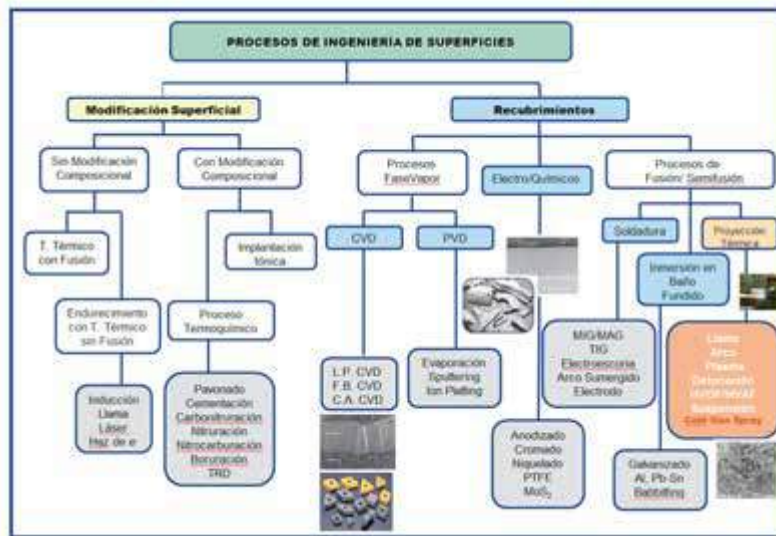 PROCESOS DE INGENIERÍA DE SUPERFICIES
Modificación Superficial
Recubrimientos
Sin Modificación
Composicional
Con Modificación
Composicional
Procesos
FaseVapor
Electro/Químicos
Procesos de
Fusión/ Semifusión
T. Térmico
con Fusión
Implantación
Iónica
CVD
PVD
Soldadura
Proyección
Térmica
Inmersión en
Baño
Fundido
Endurecimiento
con T. Térmico
sin Fusión
Proceso
Termoquímico
Inducción
Llama
Láser
Haz de e
Pavonado
Cementación
Carbonitruración
Nitruración
Nitrocarburación
Boruración
TRD
L.P. CVD
F.B. CVD
C.A. CVD
Evaporación
Sputtering
Ion Platting
MIG/MAG
TIG
Electroescoria
Arco Sumergido
Electrodo
Llama
Arco
Plasma
Detonación
Suspensión
Cold Gas Spray
Anodizado
Cromado
Niquelado
PTFE
MoS₂
Galvanizado
Al, Pb-Sn
Babbitting